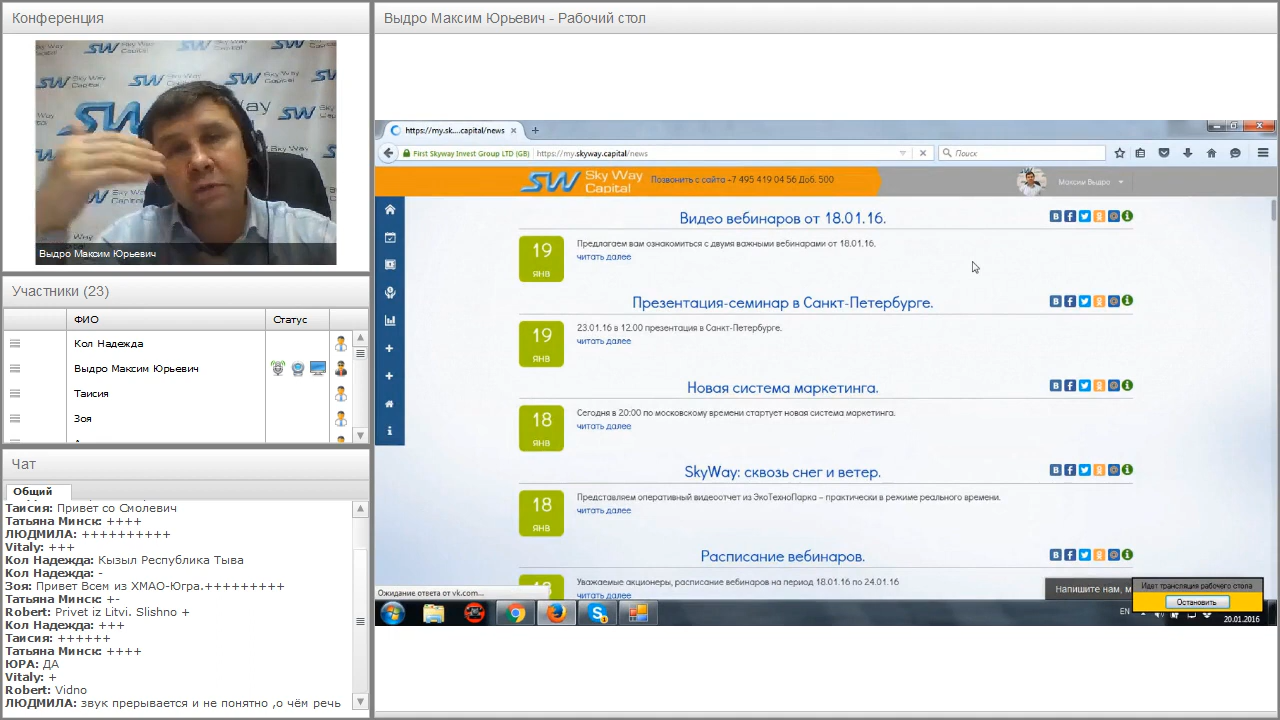 Конференция
Выдро Максим Юрьевич - Рабочий стол
SW Sky Way Capital
Выдро Максим Юрьевич
Участники (23)
ФИО
Статус
Кол Надежда
Выдро Максим Юрьевич
Таисия
Зоя
Чат
Общий
Таисия: Привет со Смолевич
Татьяна Минск: ++++
ЛЮДМИЛА: ++++++++++
Vitaly: +++
Кол Надежда: Кызыл Республика Тыва
Кол Надежда: -
Зоя: Привет Всем из ХМАО-Югра.+++++++++
Татьяна Минск: +-
Robert: Privet iz Litvi. Slishno +
Кол Надежда: +++
Таисия: ++++++
Татьяна Минск: ++++
ЮРА: ДА
Vitaly: +
Robert: Vidno
ЛЮДМИЛА: звук прерывается и не понятно ,о чём речь
https://my.sk....capital/news
First Skyway Invest Group LTD (GB)
https://my.skyway.capital/news
Поиск
SW Sky Way Capital
Позвонить с сайта +7 495 419 04 56 Доб. 500
Максим Выдро
Видео вебинаров от 18.01.16.
19 янв
Предлагаем вам ознакомиться с двумя важными вебинарами от 18.01.16.
читать далее
Презентация-семинар в Санкт-Петербурге.
19 янв
23.01.16 в 12.00 презентация в Санкт-Петербурге.
читать далее
Новая система маркетинга.
18 янв
Сегодня в 20:00 по московскому времени стартует новая система маркетинга.
читать далее
SkyWay: сквозь снег и ветер.
18 янв
Представляем оперативный видеоотчет из ЭкоТехноПарка – практически в режиме реального времени.
читать далее
Расписание вебинаров.
Уважаемые акционеры, расписание вебинаров на период 18.01.16 по 24.01.16
читать далее
Ожидание ответа от vk.com...
Напишите нам, м
Идет трансляция рабочего стола
Остановить
EN
20.01.2016